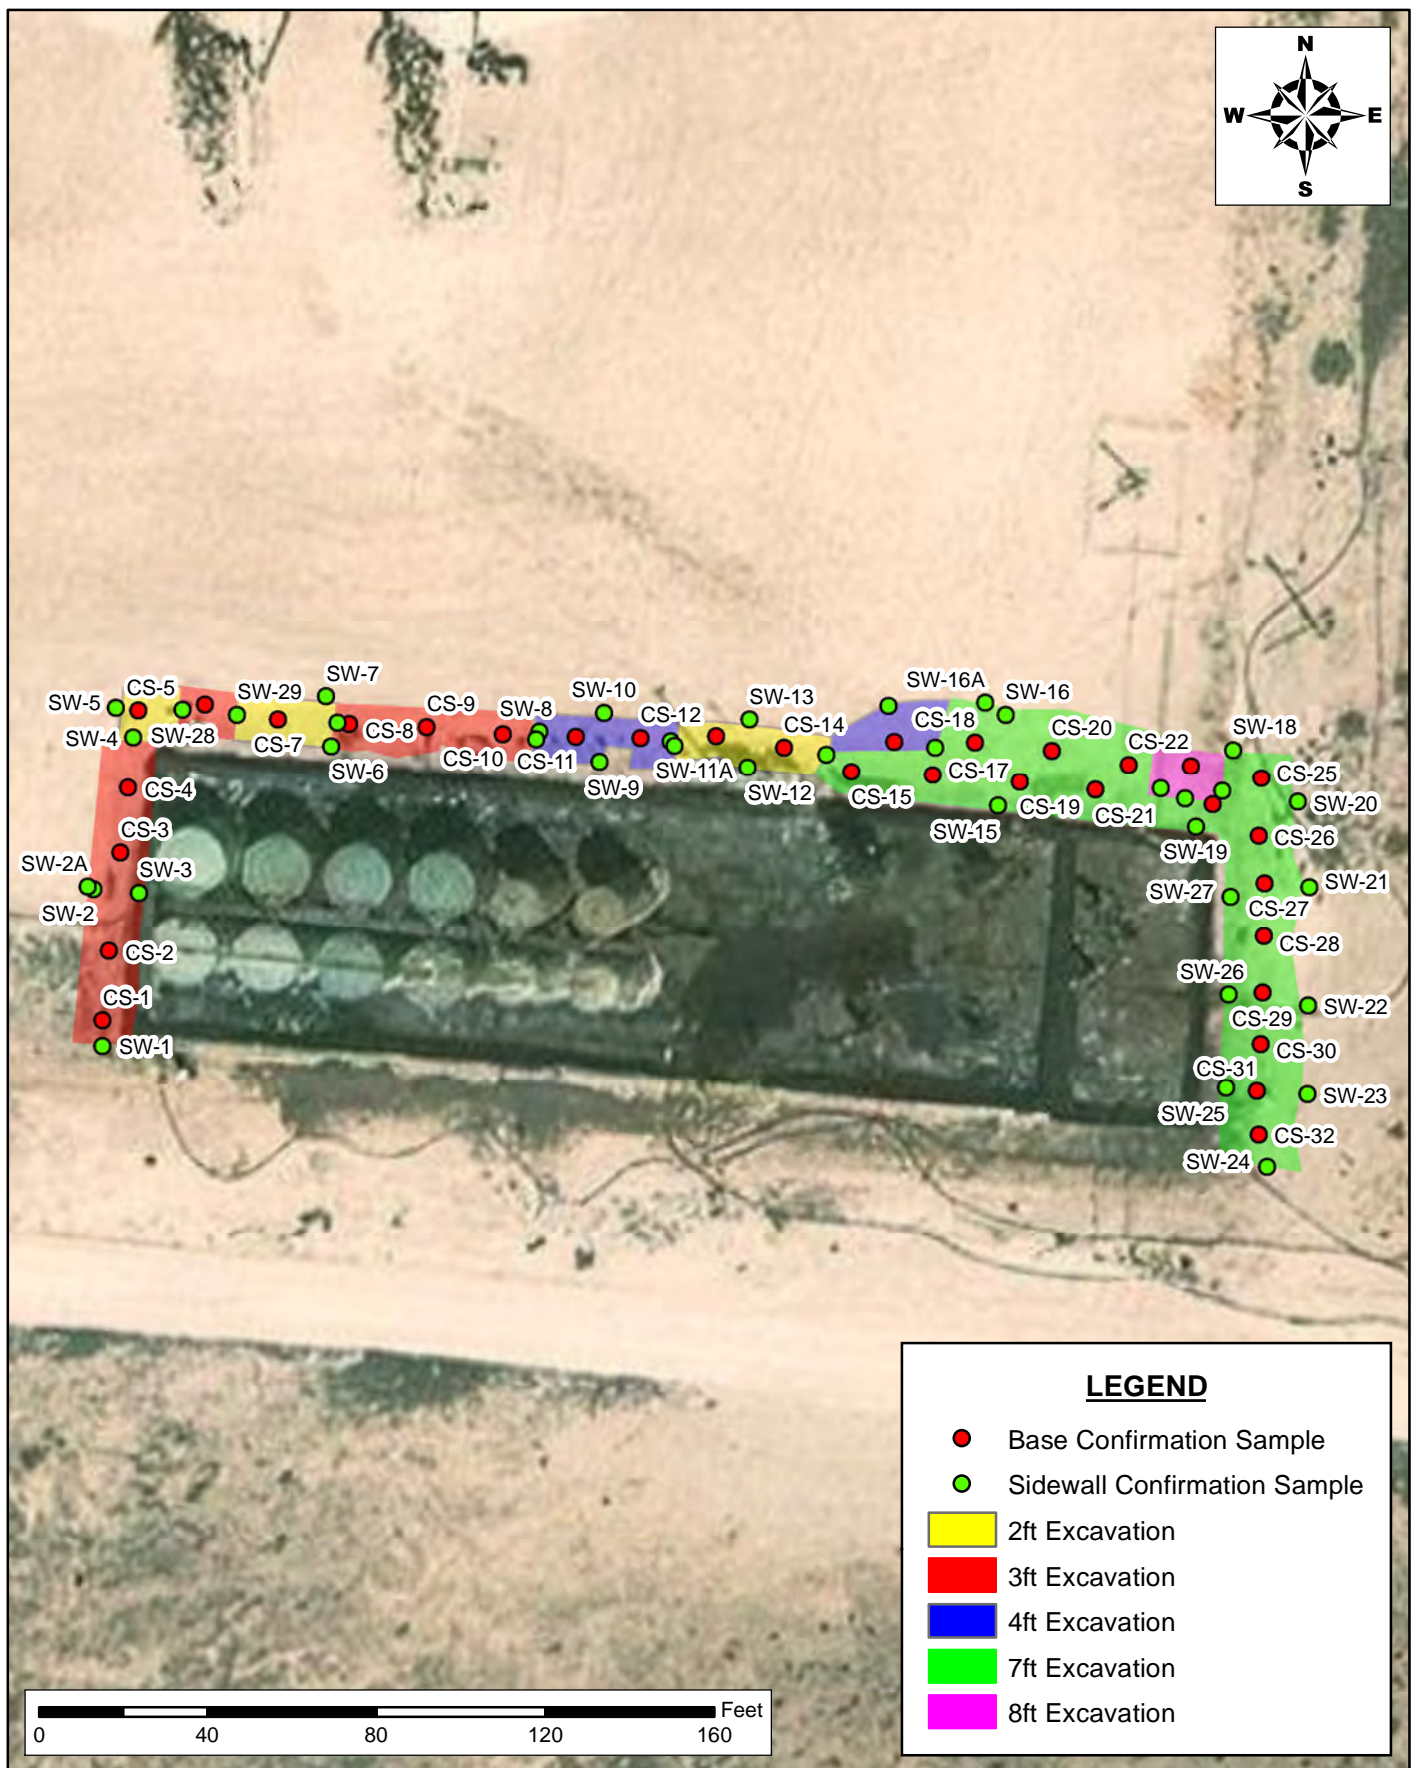 N
W E
S
SW-7
SW-5 CS-5 SW-29 CS-9 SW-10 SW-13 SW-16A SW-16
SW-8 CS-12 CS-14 CS-18 CS-20 SW-18
SW-4 SW-28 CS-7 CS-8 CS-10 CS-11 SW-11A CS-17 CS-22
SW-6 SW-9 SW-12 CS-15 CS-19 CS-21 CS-25
CS-4 SW-15 SW-19 SW-20
CS-3 CS-26
SW-2A SW-3 SW-27 SW-21
SW-2 CS-27
CS-2 CS-28
SW-26
CS-1 CS-29 SW-22
SW-1 CS-30
CS-31
SW-25 SW-23
CS-32
SW-24
LEGEND
Base Confirmation Sample
Sidewall Confirmation Sample
2ft Excavation
3ft Excavation
4ft Excavation
7ft Excavation
8ft Excavation
Feet
0 40 80 120 160